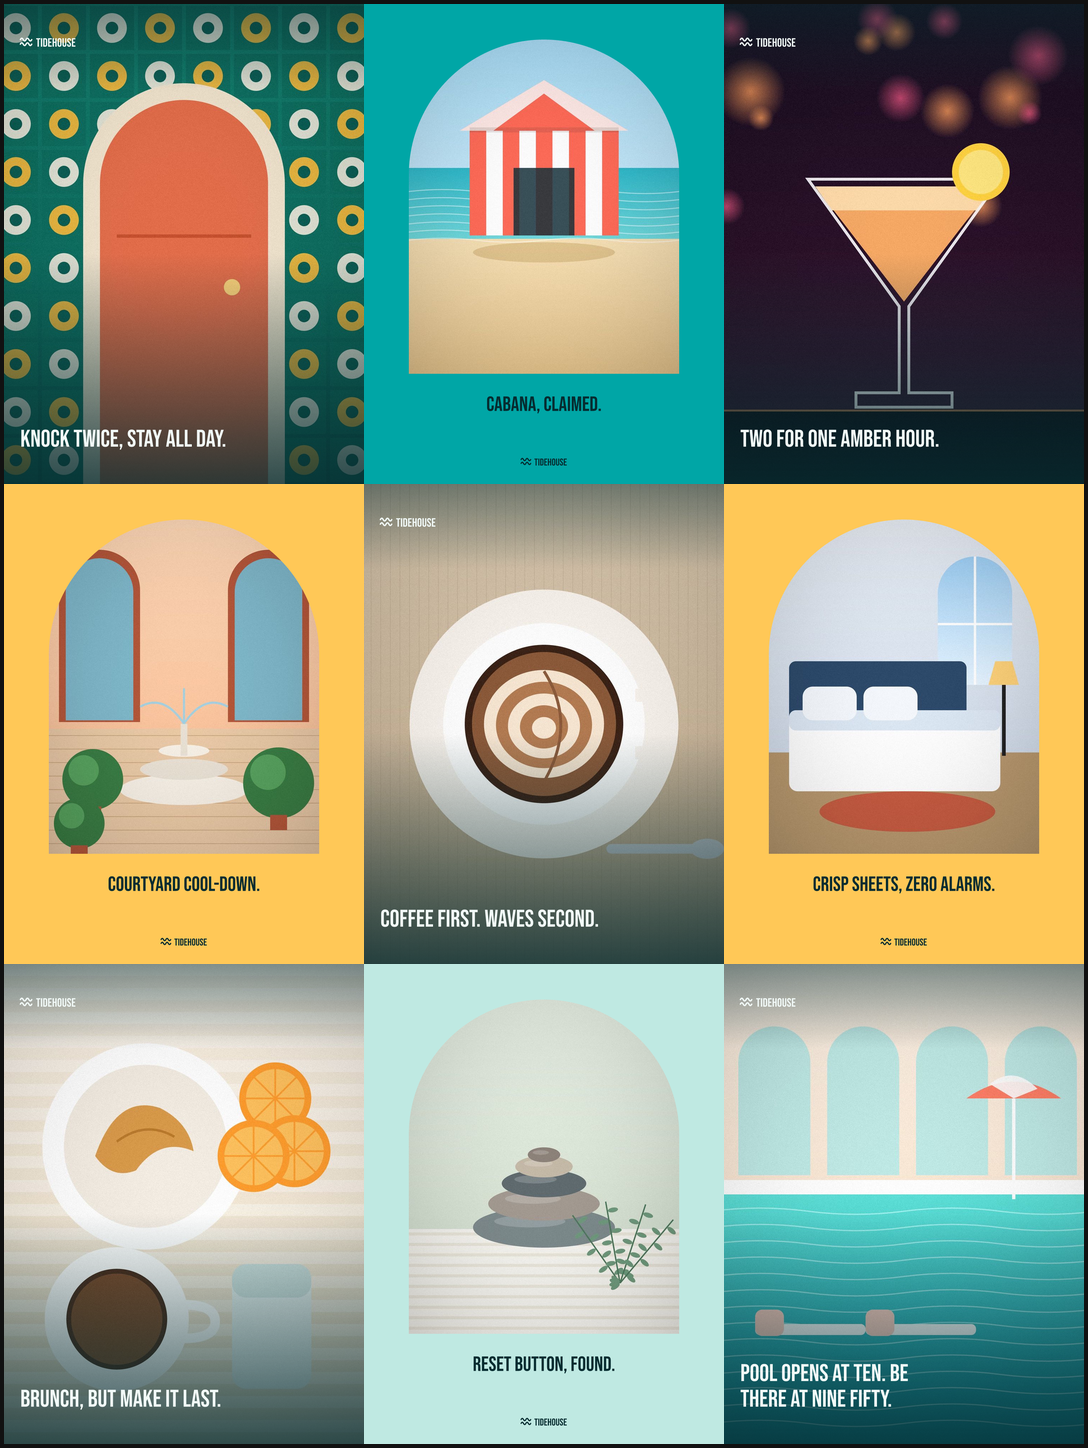 TIDEHOUSE
KNOCK TWICE, STAY ALL DAY.
CABANA, CLAIMED.
TIDEHOUSE
TIDEHOUSE
TWO FOR ONE AMBER HOUR.
COURTYARD COOL-DOWN.
TIDEHOUSE
TIDEHOUSE
COFFEE FIRST. WAVES SECOND.
CRISP SHEETS, ZERO ALARMS.
TIDEHOUSE
TIDEHOUSE
BRUNCH, BUT MAKE IT LAST.
RESET BUTTON, FOUND.
TIDEHOUSE
TIDEHOUSE
POOL OPENS AT TEN. BE
THERE AT NINE FIFTY.